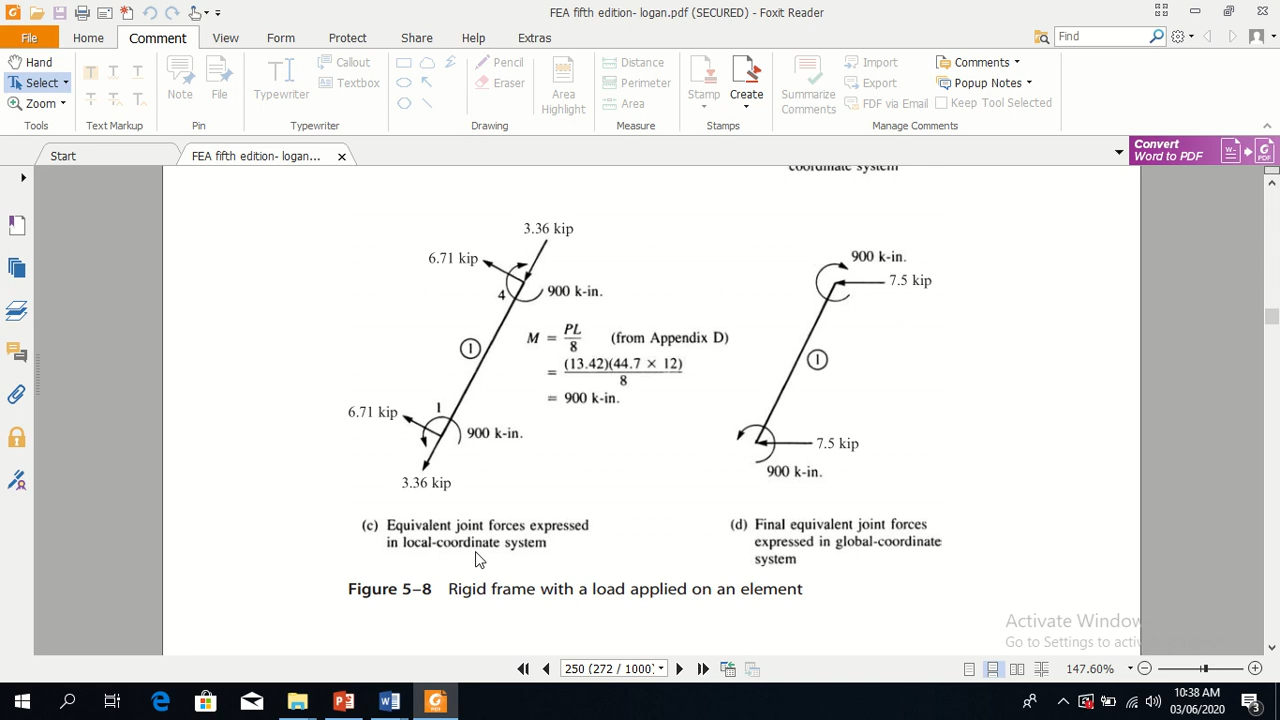 FEA fifth edition- logan.pdf (SECURED) - Foxit Reader
File Home Comment View Form Protect Share Help Extras
Find
Hand
Select
Zoom
Tools
Text Markup
Note
File
Pin
Typewriter
Callout
Textbox
Typewriter
Pencil
Eraser
Drawing
Area
Highlight
Distance
Perimeter
Area
Measure
Stamp
Create
Stamps
Summarize
Comments
Import
Export
FDF via Email
Comments
Popup Notes
Keep Tool Selected
Manage Comments
Start
FEA fifth edition- logan...
Convert
Word to PDF
coordinate system
3.36 kip
6.71 kip
4
900 k-in.
1
M = PL/8 (from Appendix D)
= (13.42)(44.7 × 12)/8
= 900 k-in.
6.71 kip
1
900 k-in.
3.36 kip
900 k-in.
7.5 kip
1
7.5 kip
900 k-in.
(c) Equivalent joint forces expressed
in local-coordinate system
(d) Final equivalent joint forces
expressed in global-coordinate
system
Figure 5–8 Rigid frame with a load applied on an element
Activate Window
Go to Settings to activ
250 (272 / 1000)
147.60%
10:38 AM
03/06/2020
3